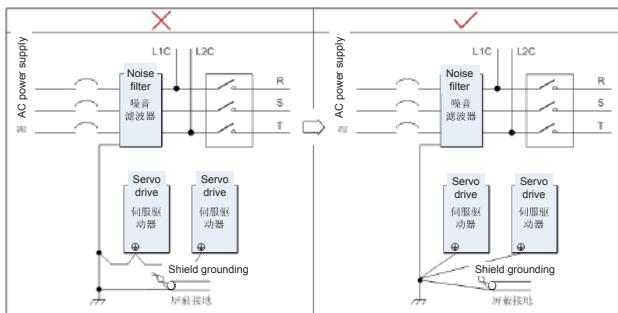 L1C L2C
AC power supply
源
Noise
filter
噪音
滤波器
R
S
T
Servo
drive
伺服驱
动器
Servo
drive
伺服驱
动器
Shield grounding
屏蔽接地
L1C L2C
AC power supply
源
Noise
filter
噪音
滤波器
R
S
T
Servo
drive
伺服驱
动器
Servo
drive
伺服驱
动器
Shield grounding
屏蔽接地